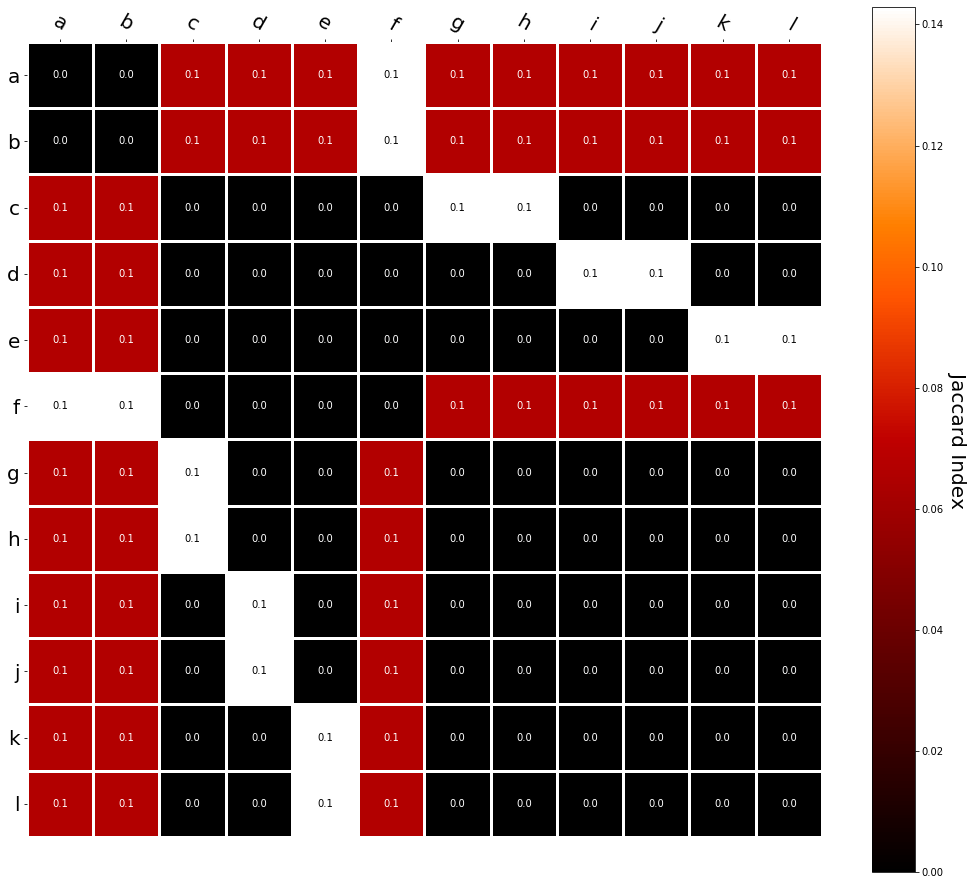 a b c d e f g h i j k l
a 0.0 0.0 0.1 0.1 0.1 0.1 0.1 0.1 0.1 0.1 0.1 0.1
b 0.0 0.0 0.1 0.1 0.1 0.1 0.1 0.1 0.1 0.1 0.1 0.1
c 0.1 0.1 0.0 0.0 0.0 0.0 0.1 0.1 0.0 0.0 0.0 0.0
d 0.1 0.1 0.0 0.0 0.0 0.0 0.0 0.0 0.1 0.1 0.0 0.0
e 0.1 0.1 0.0 0.0 0.0 0.0 0.0 0.0 0.0 0.0 0.1 0.1
f 0.1 0.1 0.0 0.0 0.0 0.0 0.1 0.1 0.1 0.1 0.1 0.1
g 0.1 0.1 0.1 0.0 0.0 0.1 0.0 0.0 0.0 0.0 0.0 0.0
h 0.1 0.1 0.1 0.0 0.0 0.1 0.0 0.0 0.0 0.0 0.0 0.0
i 0.1 0.1 0.0 0.1 0.0 0.1 0.0 0.0 0.0 0.0 0.0 0.0
j 0.1 0.1 0.0 0.1 0.0 0.1 0.0 0.0 0.0 0.0 0.0 0.0
k 0.1 0.1 0.0 0.0 0.1 0.1 0.0 0.0 0.0 0.0 0.0 0.0
l 0.1 0.1 0.0 0.0 0.1 0.1 0.0 0.0 0.0 0.0 0.0 0.0
0.14
0.12
0.10
0.08
0.06
0.04
0.02
0.00
Jaccard Index